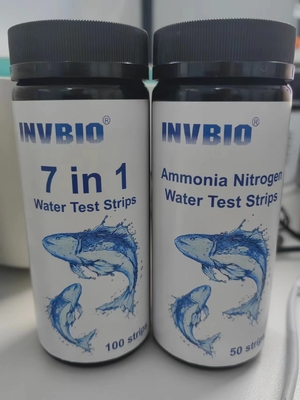 INVBIO®
7 in 1
Water Test Strips
100 strips
INVBIO®
Ammonia Nitrogen
Water Test Strips
50 strips